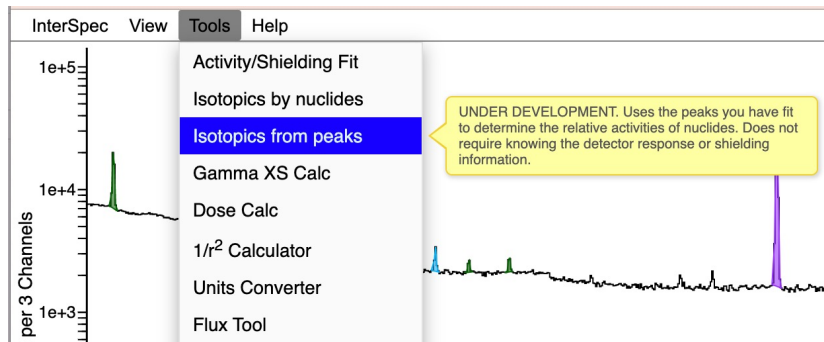 InterSpec View Tools Help
Activity/Shielding Fit
Isotopics by nuclides
Isotopics from peaks
Gamma XS Calc
Dose Calc
1/r² Calculator
Units Converter
Flux Tool
UNDER DEVELOPMENT. Uses the peaks you have fit
to determine the relative activities of nuclides. Does not
require knowing the detector response or shielding
information.
1e+5
1e+4
1e+3
per 3 Channels